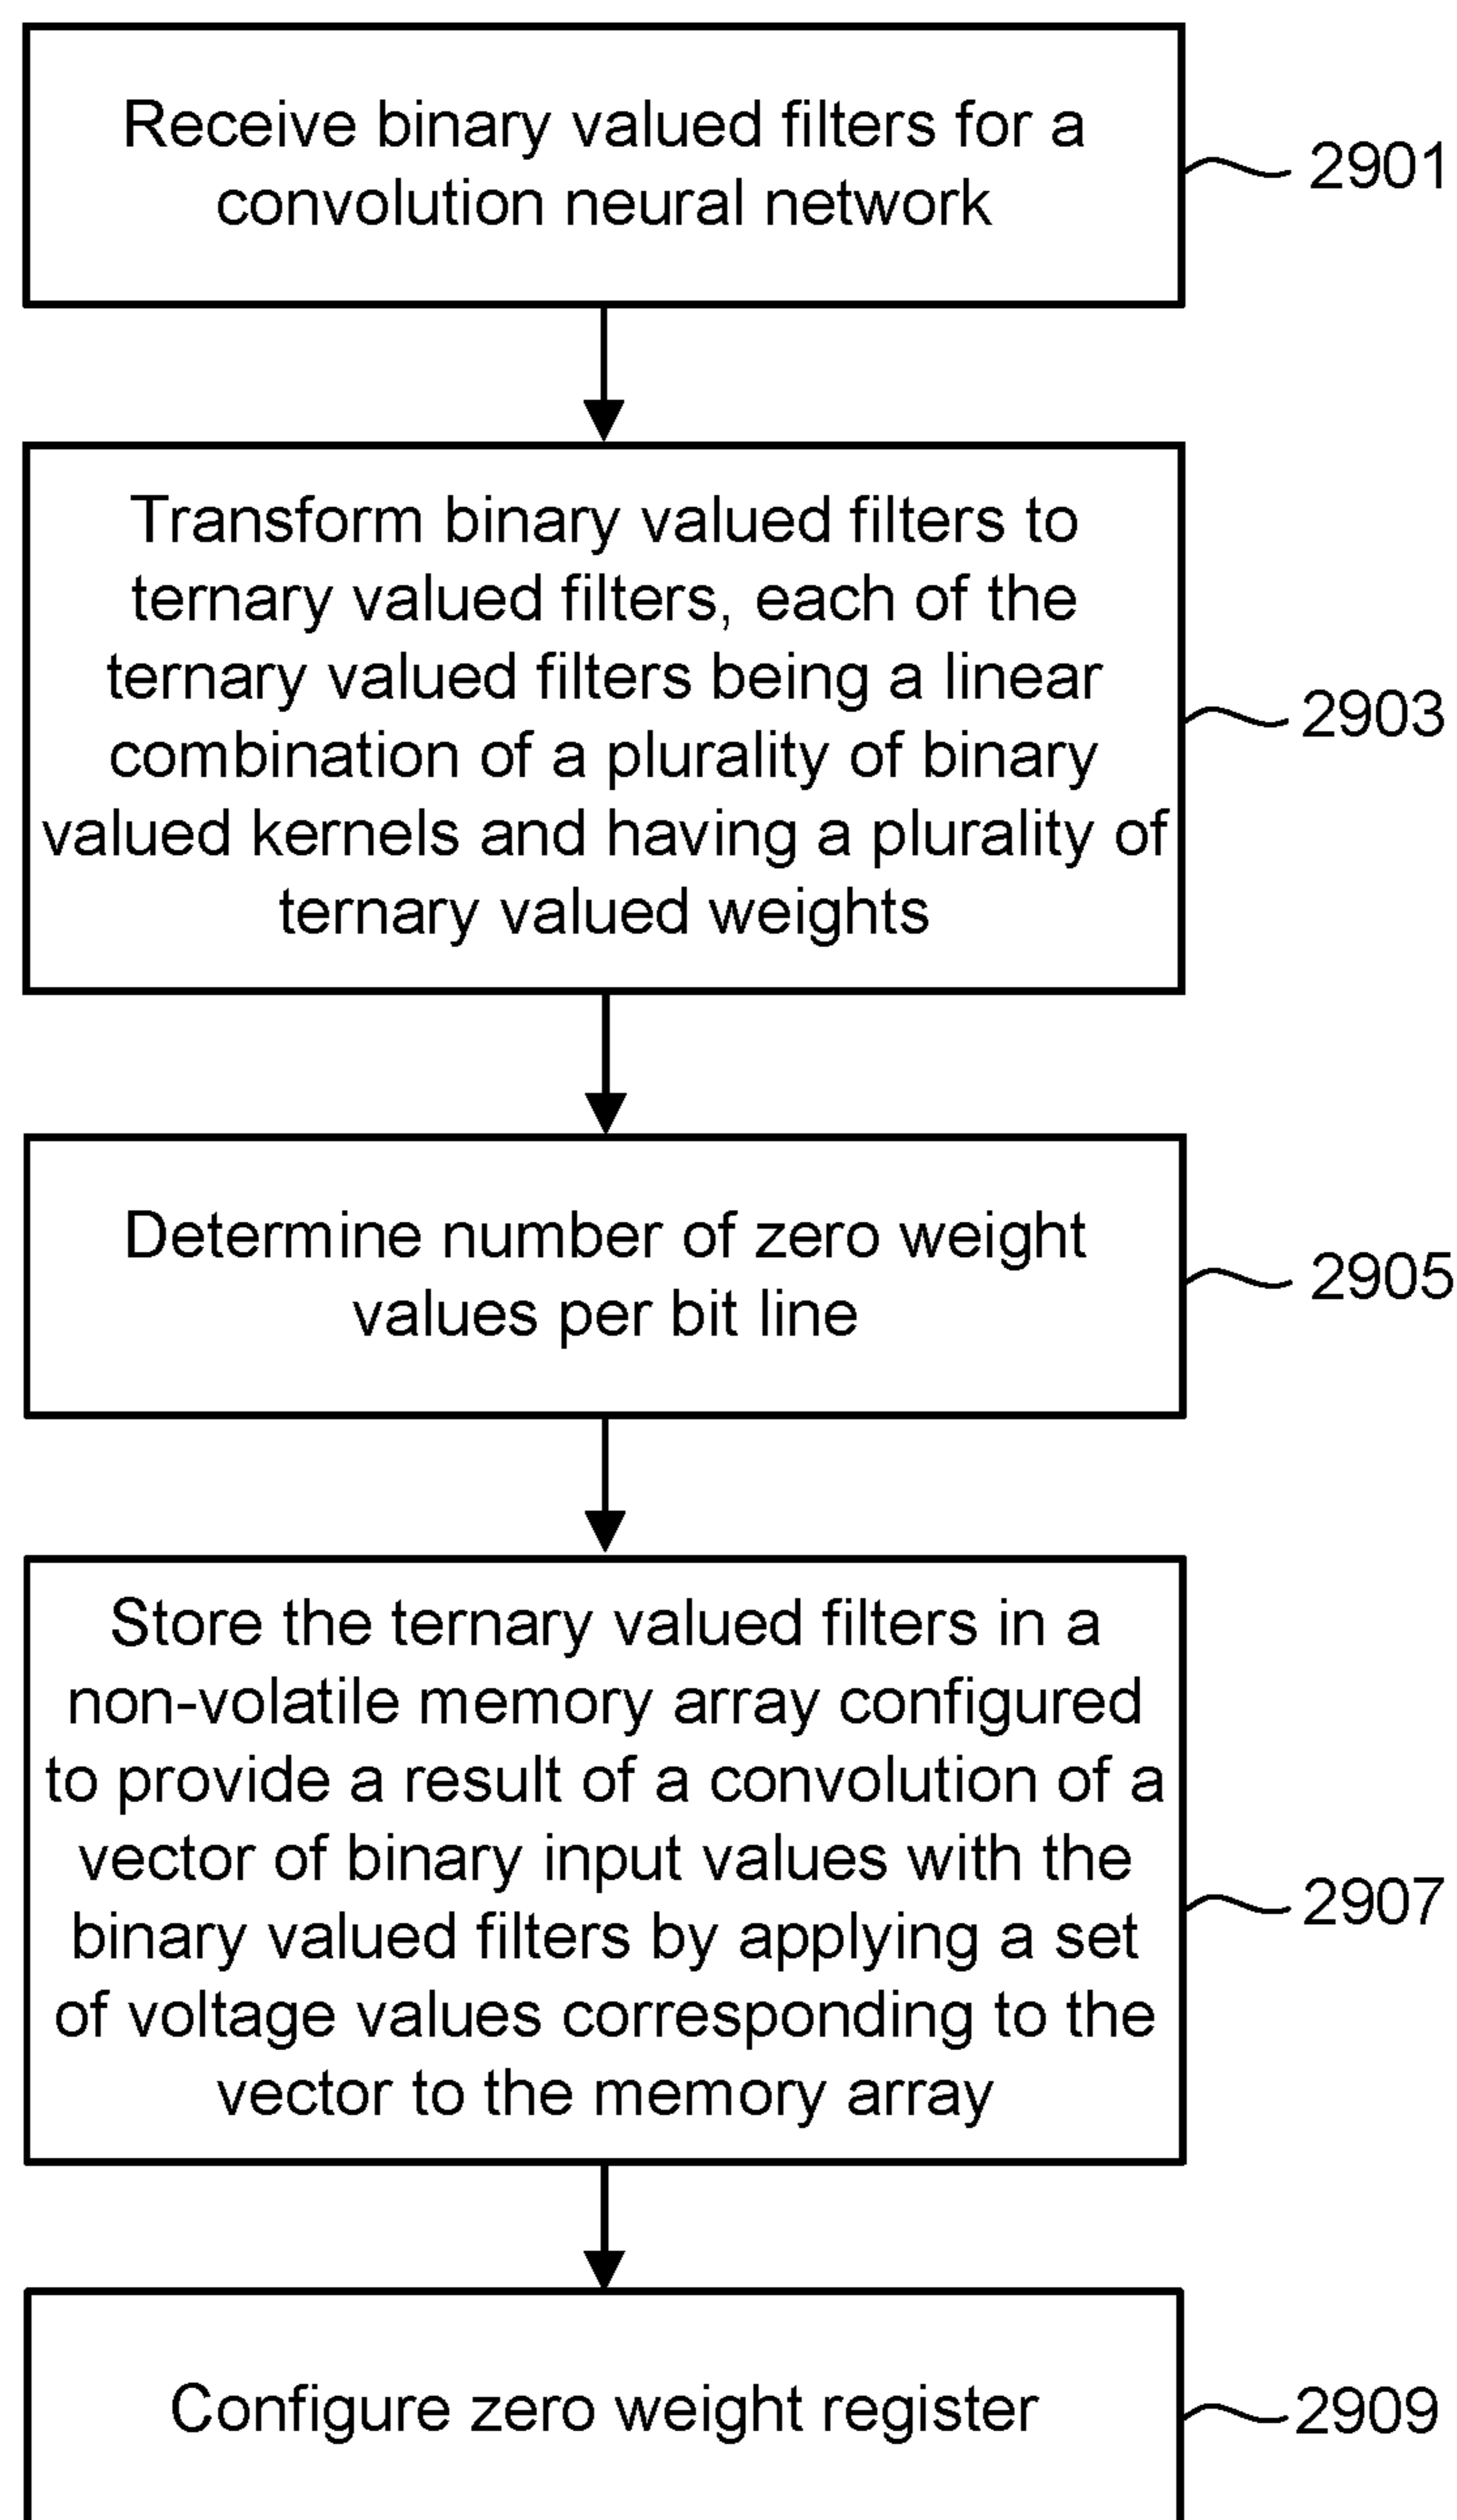 Receive binary valued filters for a
convolution neural network
2901
Transform binary valued filters to
ternary valued filters, each of the
ternary valued filters being a linear
combination of a plurality of binary
valued kernels and having a plurality of
ternary valued weights
2903
Determine number of zero weight
values per bit line
2905
Store the ternary valued filters in a
non-volatile memory array configured
to provide a result of a convolution of a
vector of binary input values with the
binary valued filters by applying a set
of voltage values corresponding to the
vector to the memory array
2907
Configure zero weight register
2909